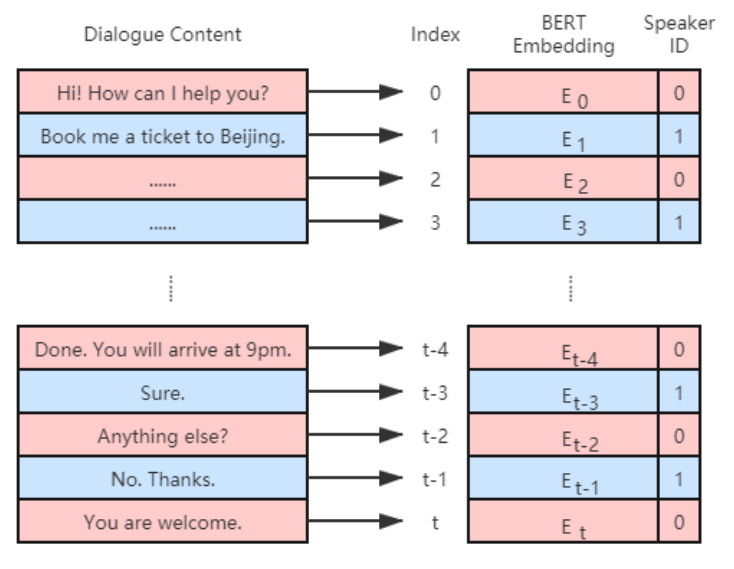 Dialogue Content Index BERT Embedding Speaker ID
Hi! How can I help you? 0 E 0 0
Book me a ticket to Beijing. 1 E 1 1
...... 2 E 2 0
...... 3 E 3 1
Done. You will arrive at 9pm. t-4 Et-4 0
Sure. t-3 Et-3 1
Anything else? t-2 Et-2 0
No. Thanks. t-1 Et-1 1
You are welcome. t E t 0